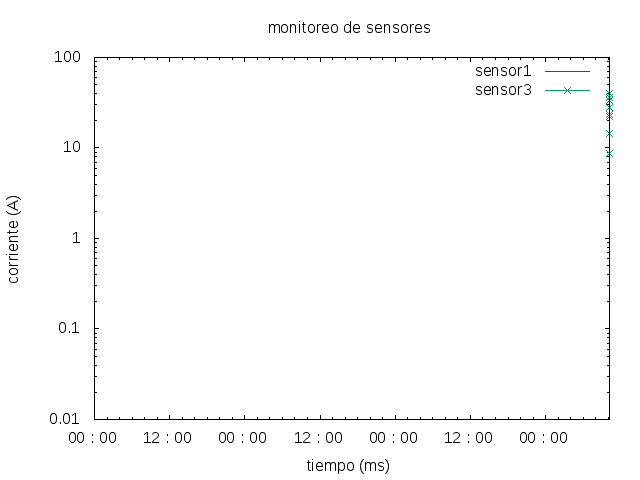 monitoreo de sensores
sensor1
sensor3
100
10
1
0.1
0.01
corriente (A)
00 : 00 12 : 00 00 : 00 12 : 00 00 : 00 12 : 00 00 : 00
tiempo (ms)